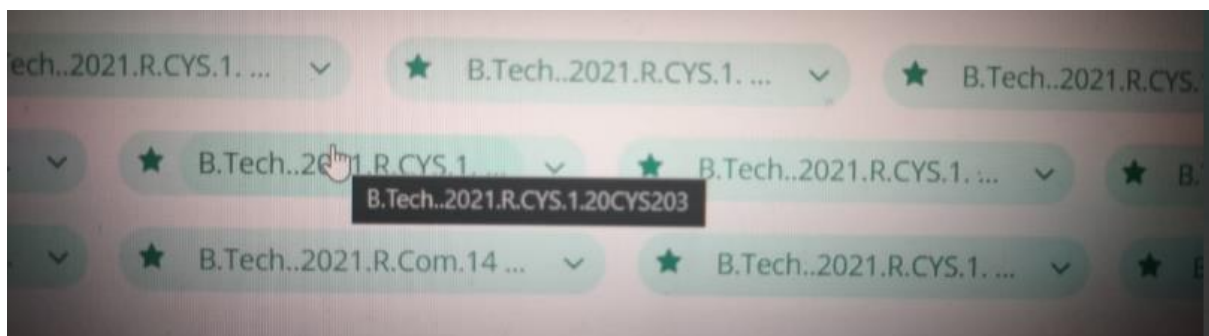 ech..2021.R.CYS.1. ... B.Tech..2021.R.CYS.1. ... B.Tech..2021.R.CYS.
B.Tech..2021.R.CYS.1. ... B.Tech..2021.R.CYS.1. ... B.
B.Tech..2021.R.CYS.1.20CYS203
B.Tech..2021.R.Com.14 ... B.Tech..2021.R.CYS.1. ...